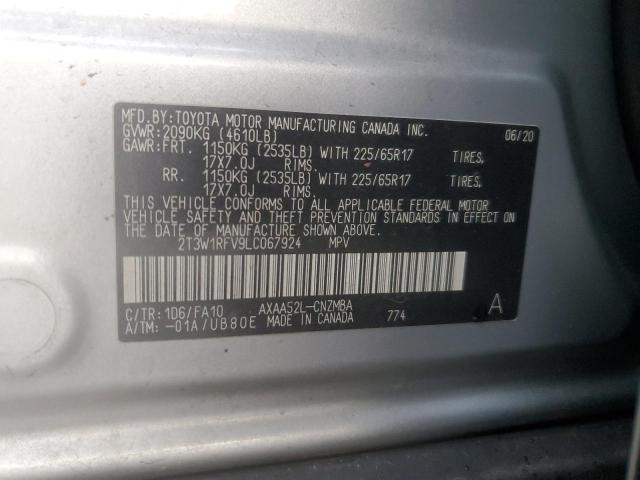 MFD.BY:TOYOTA MOTOR MANUFACTURING CANADA INC.
GVWR:2090KG (4610LB) 06/20
GAWR:FRT. 1150KG (2535LB) WITH 225/65R17 TIRES.
17X7.0J RIMS.
RR. 1150KG (2535LB) WITH 225/65R17 TIRES.
17X7.0J RIMS.
THIS VEHICLE CONFORMS TO ALL APPLICABLE FEDERAL MOTOR
VEHICLE SAFETY AND THEFT PREVENTION STANDARDS IN EFFECT ON
THE DATE OF MANUFACTURE SHOWN ABOVE.
2T3W1RFV9LC067924 MPV
C/TR:1D6/FA10 AXAA52L-CNZMBA A
A/TM:-01A/UB80E MADE IN CANADA 774